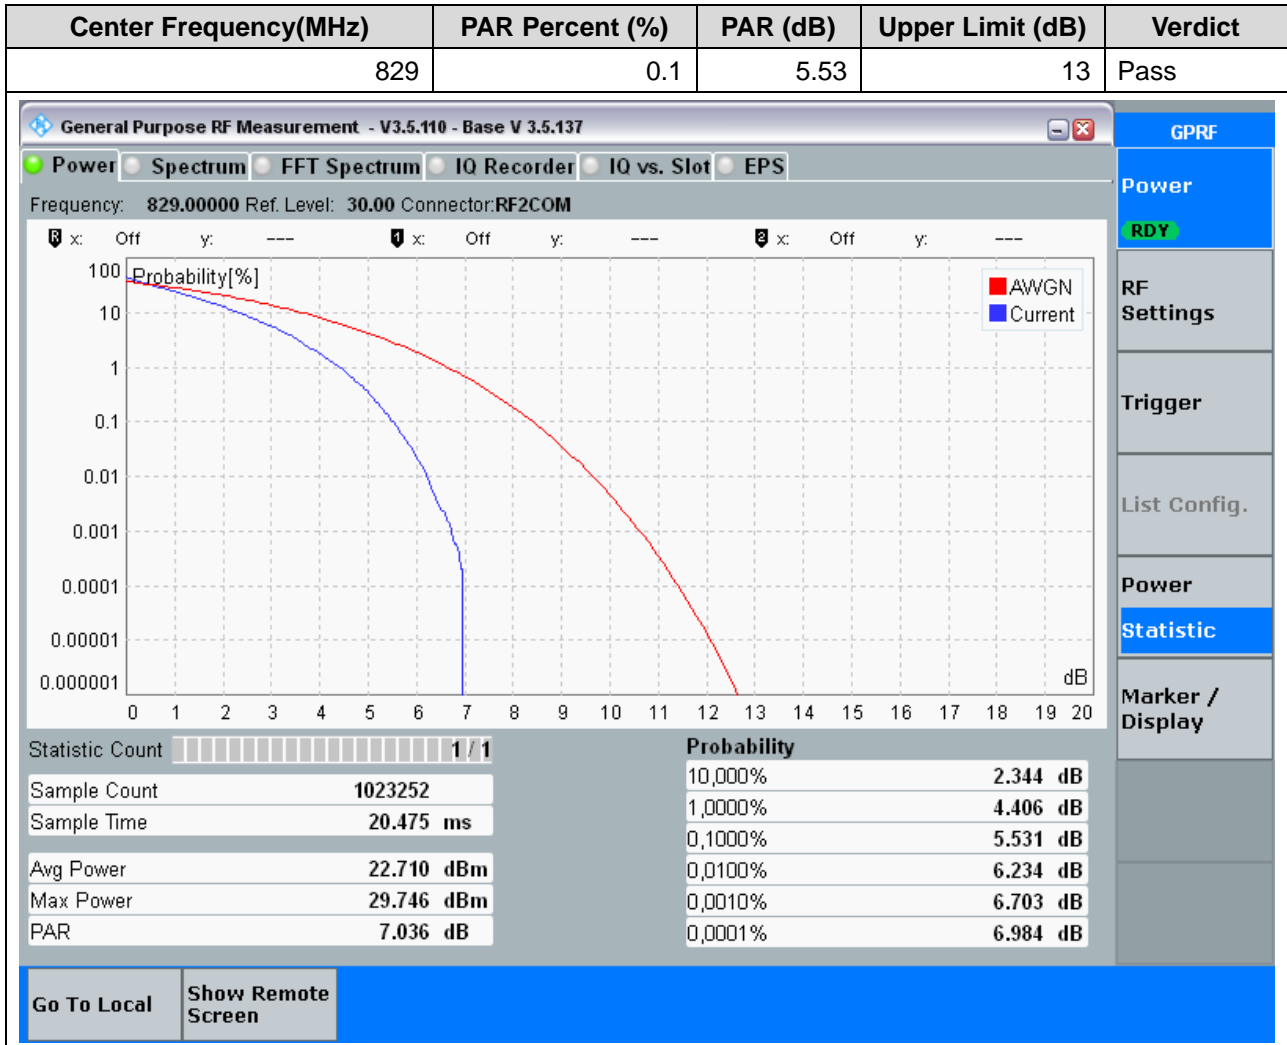 Center Frequency(MHz) PAR Percent (%) PAR (dB) Upper Limit (dB) Verdict
829 0.1 5.53 13 Pass
General Purpose RF Measurement - V3.5.110 - Base V 3.5.137
GPRF
Power Spectrum FFT Spectrum IQ Recorder IQ vs. Slot EPS
Frequency: 829.00000 Ref. Level: 30.00 Connector:RF2COM
R x: Off y: --- 1 x: Off y: --- 2 x: Off y: ---
Probability[%]
AWGN
Current
100
10
1
0.1
0.01
0.001
0.0001
0.00001
0.000001
dB
0 1 2 3 4 5 6 7 8 9 10 11 12 13 14 15 16 17 18 19 20
Statistic Count 1 / 1
Sample Count 1023252
Sample Time 20.475 ms
Avg Power 22.710 dBm
Max Power 29.746 dBm
PAR 7.036 dB
Probability
10,000% 2.344 dB
1,0000% 4.406 dB
0,1000% 5.531 dB
0,0100% 6.234 dB
0,0010% 6.703 dB
0,0001% 6.984 dB
Power
RDY
RF
Settings
Trigger
List Config.
Power
Statistic
Marker /
Display
Go To Local
Show Remote
Screen